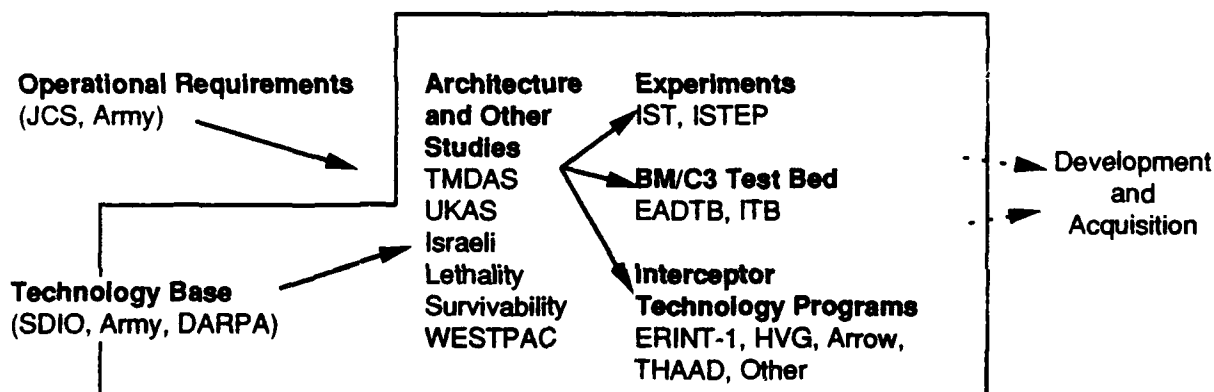 Operational Requirements
(JCS, Army)
Technology Base
(SDIO, Army, DARPA)
Architecture
and Other
Studies
TMDAS
UKAS
Israeli
Lethality
Survivability
WESTPAC
Experiments
IST, ISTEP
BM/C3 Test Bed
EADTB, ITB
Interceptor
Technology Programs
ERINT-1, HVG, Arrow,
THAAD, Other
Development
and
Acquisition